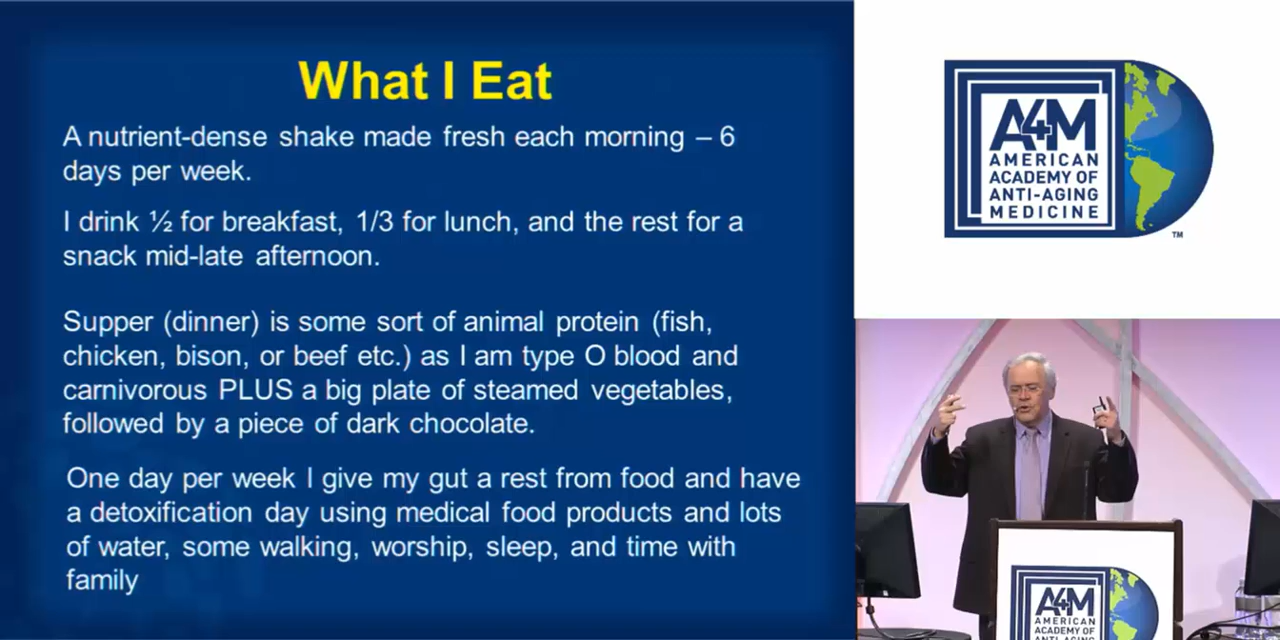 What I Eat
A nutrient-dense shake made fresh each morning – 6
days per week.
I drink ½ for breakfast, 1/3 for lunch, and the rest for a
snack mid-late afternoon.
Supper (dinner) is some sort of animal protein (fish,
chicken, bison, or beef etc.) as I am type O blood and
carnivorous PLUS a big plate of steamed vegetables,
followed by a piece of dark chocolate.
One day per week I give my gut a rest from food and have
a detoxification day using medical food products and lots
of water, some walking, worship, sleep, and time with
family
A4M
AMERICAN
ACADEMY OF
ANTI-AGING
MEDICINE
TM
A4M
AMERICAN
ACADEMY OF
ANTI-AGING